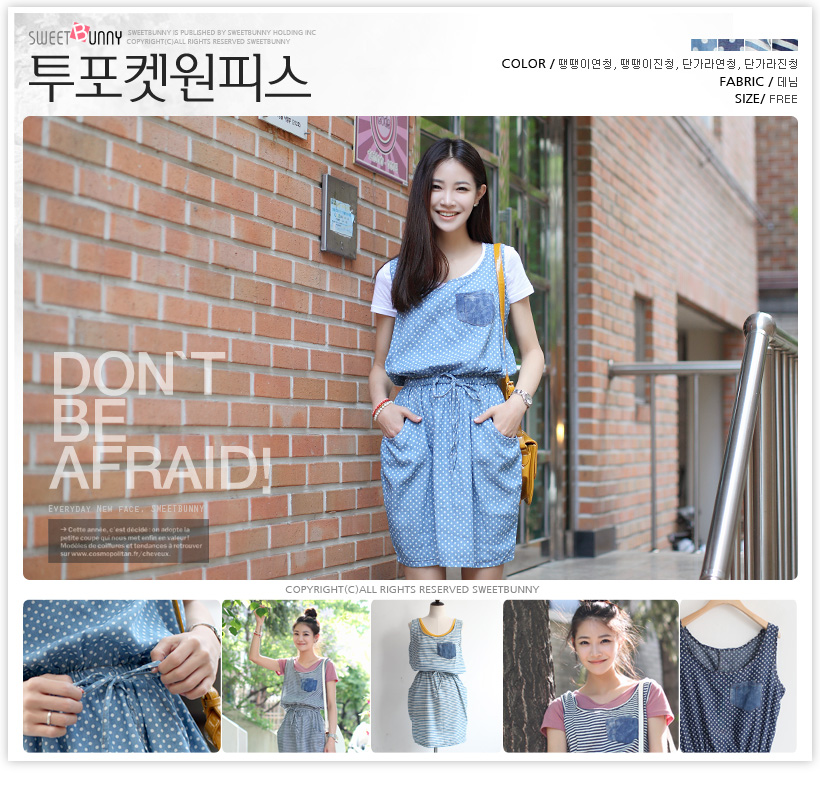 SWEETBUNNY
SWEETBUNNY IS PUBLISHED BY SWEETBUNNY HOLDING INC
COPYRIGHT(C)ALL RIGHTS RESERVED SWEETBUNNY
투포켓원피스
COLOR / 땡땡이연청, 땡땡이진청, 단가라연청, 단가라진청
FABRIC / 데님
SIZE/ FREE
DON`T
BE
AFRAID!
EVERYDAY NEW FACE. SWEETBUNNY
→ Cette année, c'est décidé : on adopte la
petite coupe qui nous met enfin en valeur!
Modèles de coiffures et tendances à retrouver
sur www.cosmopolitan.fr/cheveux
COPYRIGHT(C)ALL RIGHTS RESERVED SWEETBUNNY